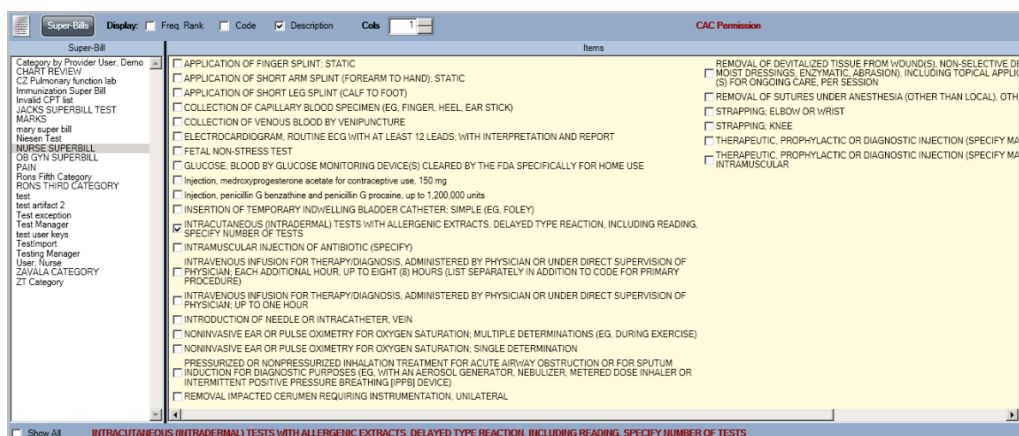 Super-Bills Display: Freq. Rank Code Description Cols 1 CAC Permission
Super-Bill
Category by Provider User, Demo
CHART REVIEW
CZ Pulmonary function lab
Immunization Super Bill
Invalid CPT list
JACKS SUPERBILL TEST
MARKS
mary super bill
Niesen Test
NURSE SUPERBILL
OB GYN SUPERBILL
PAIN
Rons Fifth Category
RONS THIRD CATEGORY
test
test artifact 2
Test exception
Test Manager
test user keys
TestImport
Testing Manager
User, Nurse
ZAVALA CATEGORY
ZT Category
Items
APPLICATION OF FINGER SPLINT; STATIC
APPLICATION OF SHORT ARM SPLINT (FOREARM TO HAND); STATIC
APPLICATION OF SHORT LEG SPLINT (CALF TO FOOT)
COLLECTION OF CAPILLARY BLOOD SPECIMEN (EG, FINGER, HEEL, EAR STICK)
COLLECTION OF VENOUS BLOOD BY VENIPUNCTURE
ELECTROCARDIOGRAM, ROUTINE ECG WITH AT LEAST 12 LEADS; WITH INTERPRETATION AND REPORT
FETAL NON-STRESS TEST
GLUCOSE, BLOOD BY GLUCOSE MONITORING DEVICE(S) CLEARED BY THE FDA SPECIFICALLY FOR HOME USE
Injection, medroxyprogesterone acetate for contraceptive use, 150 mg
Injection, penicillin G benzathine and penicillin G procaine, up to 1,200,000 units
INSERTION OF TEMPORARY INDWELLING BLADDER CATHETER; SIMPLE (EG, FOLEY)
INTRACUTANEOUS (INTRADERMAL) TESTS WITH ALLERGENIC EXTRACTS, DELAYED TYPE REACTION, INCLUDING READING,
SPECIFY NUMBER OF TESTS
INTRAMUSCULAR INJECTION OF ANTIBIOTIC (SPECIFY)
INTRAVENOUS INFUSION FOR THERAPY/DIAGNOSIS, ADMINISTERED BY PHYSICIAN OR UNDER DIRECT SUPERVISION OF
PHYSICIAN; EACH ADDITIONAL HOUR, UP TO EIGHT (8) HOURS (LIST SEPARATELY IN ADDITION TO CODE FOR PRIMARY
PROCEDURE)
INTRAVENOUS INFUSION FOR THERAPY/DIAGNOSIS, ADMINISTERED BY PHYSICIAN OR UNDER DIRECT SUPERVISION OF
PHYSICIAN; UP TO ONE HOUR
INTRODUCTION OF NEEDLE OR INTRACATHETER, VEIN
NONINVASIVE EAR OR PULSE OXIMETRY FOR OXYGEN SATURATION; MULTIPLE DETERMINATIONS (EG, DURING EXERCISE)
NONINVASIVE EAR OR PULSE OXIMETRY FOR OXYGEN SATURATION; SINGLE DETERMINATION
PRESSURIZED OR NONPRESSURIZED INHALATION TREATMENT FOR ACUTE AIRWAY OBSTRUCTION OR FOR SPUTUM
INDUCTION FOR DIAGNOSTIC PURPOSES (EG, WITH AN AEROSOL GENERATOR, NEBULIZER, METERED DOSE INHALER OR
INTERMITTENT POSITIVE PRESSURE BREATHING [IPPB] DEVICE)
REMOVAL IMPACTED CERUMEN REQUIRING INSTRUMENTATION, UNILATERAL
REMOVAL OF DEVITALIZED TISSUE FROM WOUND(S), NON-SELECTIVE DE
MOIST DRESSINGS, ENZYMATIC, ABRASION), INCLUDING TOPICAL APPLIC
(S) FOR ONGOING CARE, PER SESSION
REMOVAL OF SUTURES UNDER ANESTHESIA (OTHER THAN LOCAL), OTH
STRAPPING; ELBOW OR WRIST
STRAPPING; KNEE
THERAPEUTIC, PROPHYLACTIC OR DIAGNOSTIC INJECTION (SPECIFY MA
THERAPEUTIC, PROPHYLACTIC OR DIAGNOSTIC INJECTION (SPECIFY MA
INTRAMUSCULAR
Show All INTRACUTANEOUS (INTRADERMAL) TESTS WITH ALLERGENIC EXTRACTS, DELAYED TYPE REACTION, INCLUDING READING, SPECIFY NUMBER OF TESTS